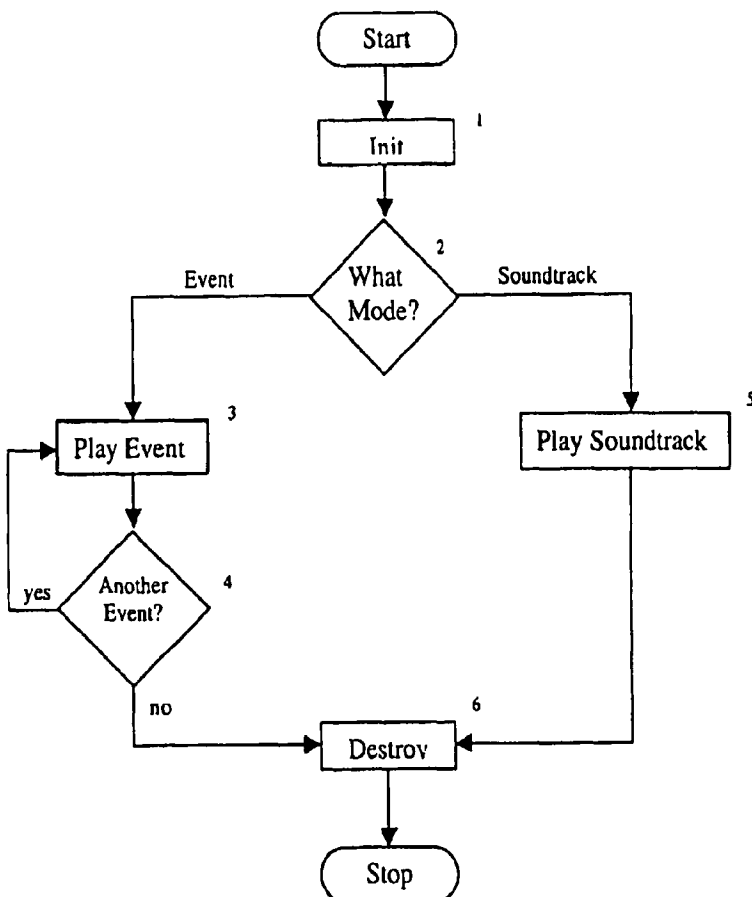 Start
1
Init
2
What
Mode?
Event
Soundtrack
3
Play Event
5
Play Soundtrack
4
Another
Event?
yes
no
6
Destroy
Stop